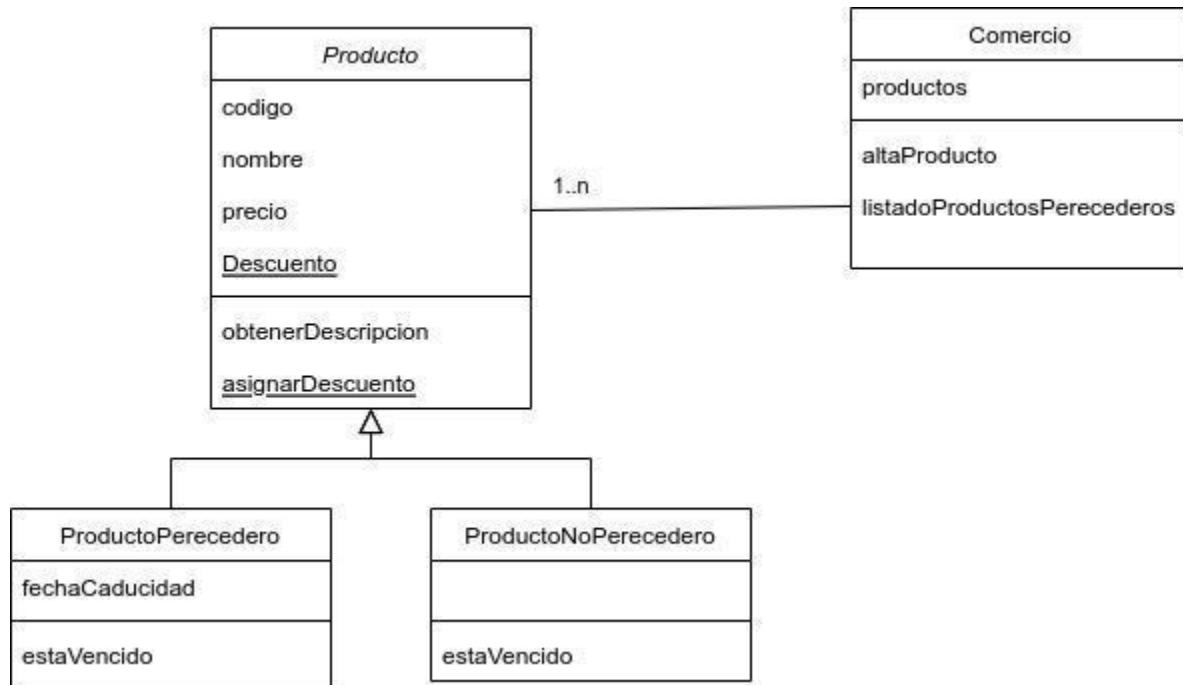 Producto
codigo
nombre
precio
Descuento
obtenerDescripcion
asignarDescuento
1..n
Comercio
productos
altaProducto
listadoProductosPerecederos
ProductoPerecedero
fechaCaducidad
estaVencido
ProductoNoPerecedero
estaVencido